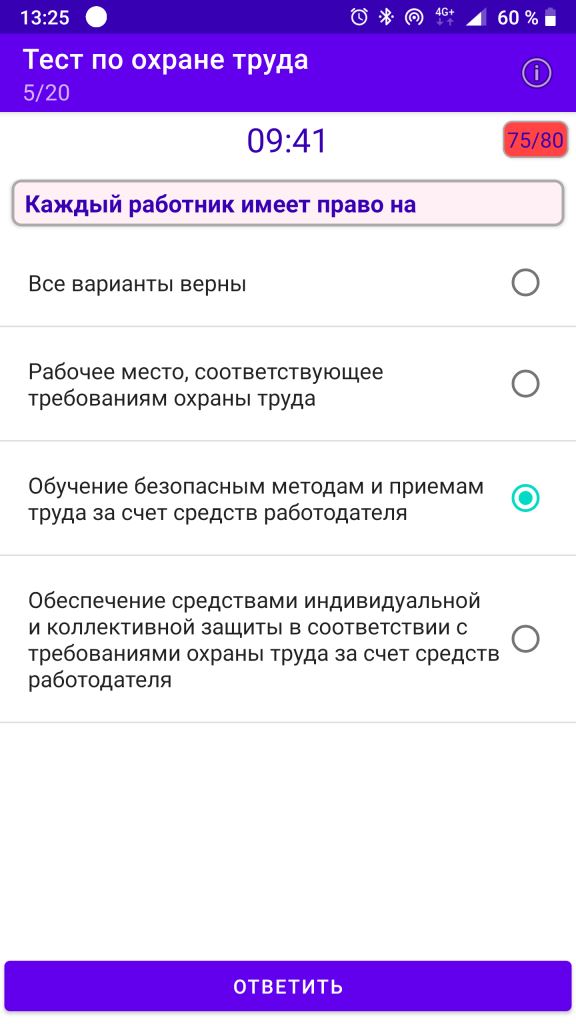 13:25 4G+ 60 %
Тест по охране труда
5/20
09:41 75/80
Каждый работник имеет право на
Все варианты верны
Рабочее место, соответствующее
требованиям охраны труда
Обучение безопасным методам и приемам
труда за счет средств работодателя
Обеспечение средствами индивидуальной
и коллективной защиты в соответствии с
требованиями охраны труда за счет средств
работодателя
ОТВЕТИТЬ